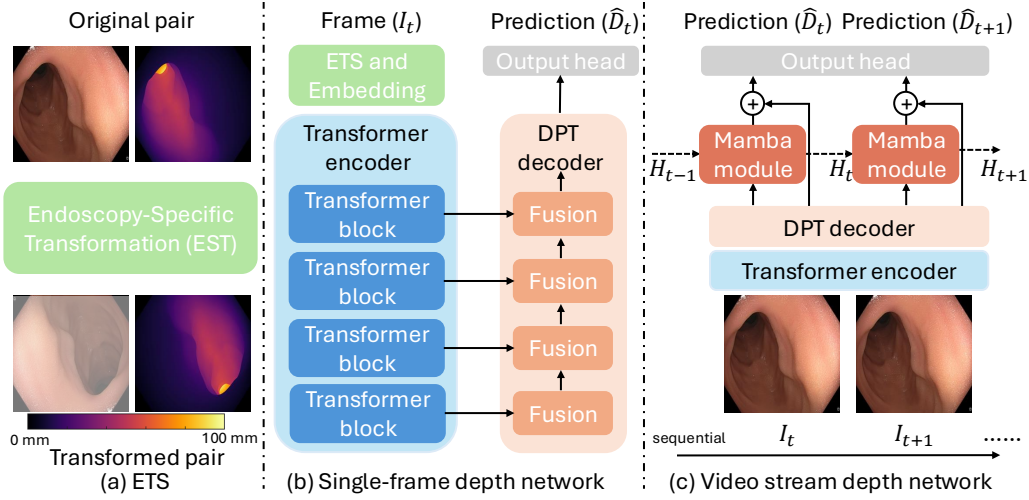 Original pair
Endoscopy-Specific
Transformation (EST)
0 mm
100 mm
Transformed pair
(a) ETS
Frame (I_t)
Prediction (D̂_t)
ETS and
Embedding
Output head
Transformer
encoder
DPT
decoder
Transformer
block
Fusion
Transformer
block
Fusion
Transformer
block
Fusion
Transformer
block
Fusion
(b) Single-frame depth network
Prediction (D̂_t)
Prediction (D̂_{t+1})
Output head
Mamba
module
Mamba
module
H_{t−1}
H_t
H_{t+1}
DPT decoder
Transformer encoder
sequential
I_t
I_{t+1}
......
(c) Video stream depth network